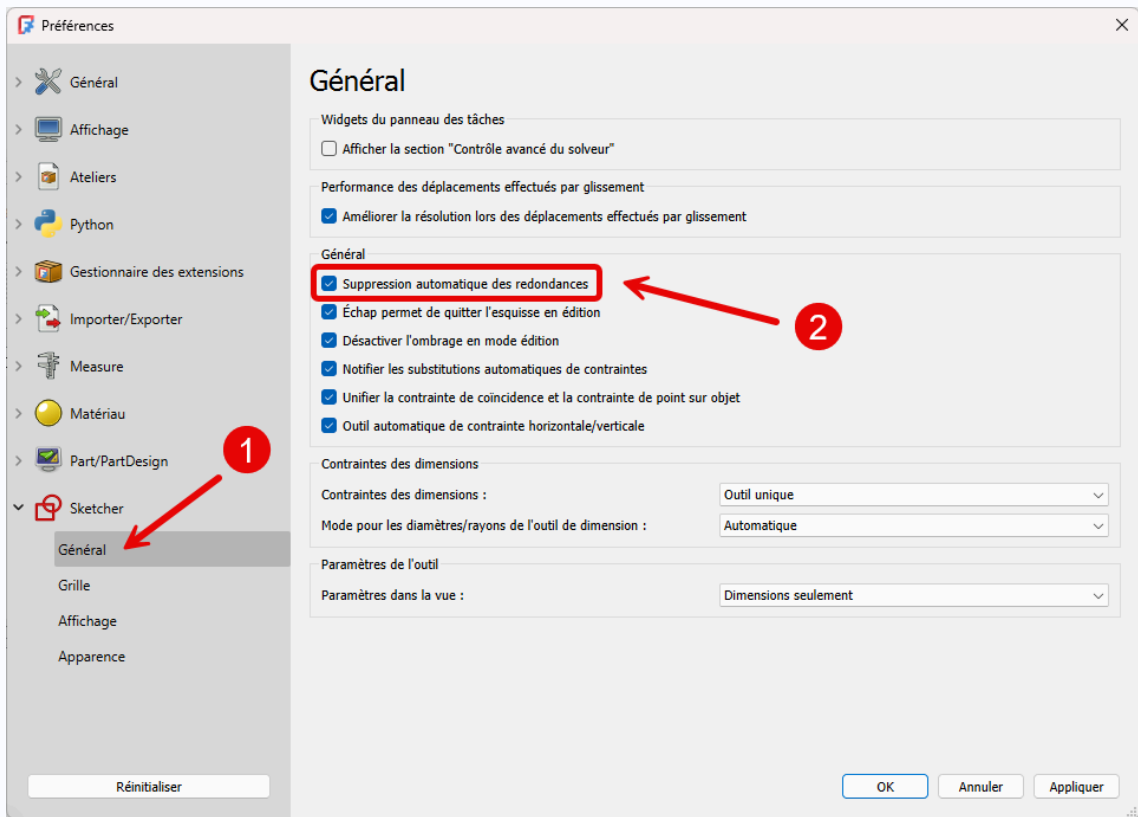 Préférences
Général
Affichage
Ateliers
Python
Gestionnaire des extensions
Importer/Exporter
Measure
Matériau
Part/PartDesign
1
Sketcher
Général
Grille
Affichage
Apparence
Réinitialiser
Général
Widgets du panneau des tâches
Afficher la section "Contrôle avancé du solveur"
Performance des déplacements effectués par glissement
Améliorer la résolution lors des déplacements effectués par glissement
Général
Suppression automatique des redondances
2
Échap permet de quitter l'esquisse en édition
Désactiver l'ombrage en mode édition
Notifier les substitutions automatiques de contraintes
Unifier la contrainte de coïncidence et la contrainte de point sur objet
Outil automatique de contrainte horizontale/verticale
Contraintes des dimensions
Contraintes des dimensions : Outil unique
Mode pour les diamètres/rayons de l'outil de dimension : Automatique
Paramètres de l'outil
Paramètres dans la vue : Dimensions seulement
OK Annuler Appliquer